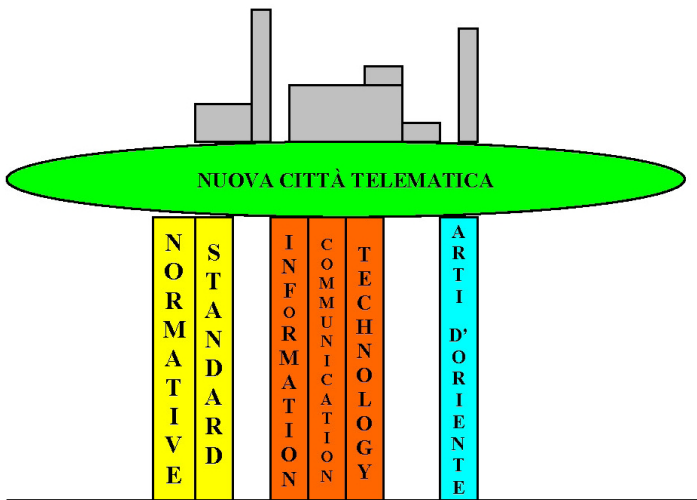 NUOVA CITTÀ TELEMATICA
NORMATIVE
STANDARD
INFORMATION
COMMUNICATION
TECHNOLOGY
ARTI D'ORIENTE